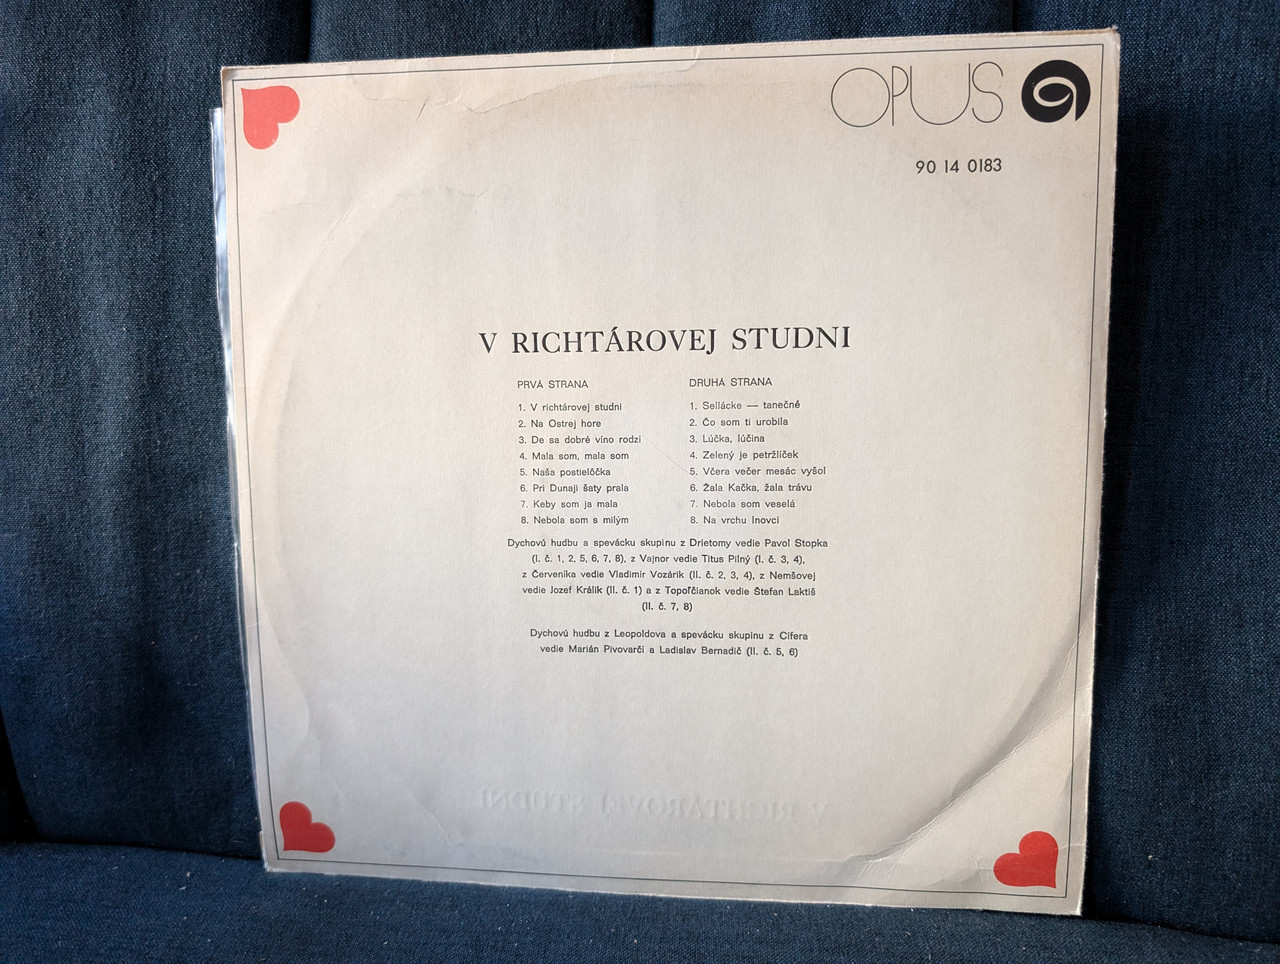 OPUS
90 14 0183
V RICHTÁROVEJ STUDNI
PRVÁ STRANA
1. V richtárovej studni
2. Na Ostrej hore
3. De sa dobré víno rodzí
4. Mala som, mala som
5. Naša postielôčka
6. Pri Dunaji šaty prala
7. Keby som ja mala
8. Nebola som s milým
DRUHÁ STRANA
1. Sellácke — tanečné
2. Čo som ti urobila
3. Lúčka, lúčina
4. Zelený je petržlíček
5. Včera večer mesác vyšol
6. Žala Kačka, žala trávu
7. Nebola som veselá
8. Na vrchu Inovci
Dychovú hudbu a spevácku skupinu z Drietomy vedie Pavol Stopka
(I. č. 1, 2, 5, 6, 7, 8), z Vajnor vedie Titus Pilný (I. č. 3, 4),
z Červeníka vedie Vladimír Vozárik (II. č. 2, 3, 4), z Nemšovej
vedie Jozef Králik (II. č. 1) a z Topoľčianok vedie Štefan Laktiš
(II. č. 7, 8)
Dychovú hudbu z Leopoldova a spevácku skupinu z Cífera
vedie Marián Pivovarči a Ladislav Bernadič (II. č. 5, 6)
V RICHTÁROVEJ STUDNI